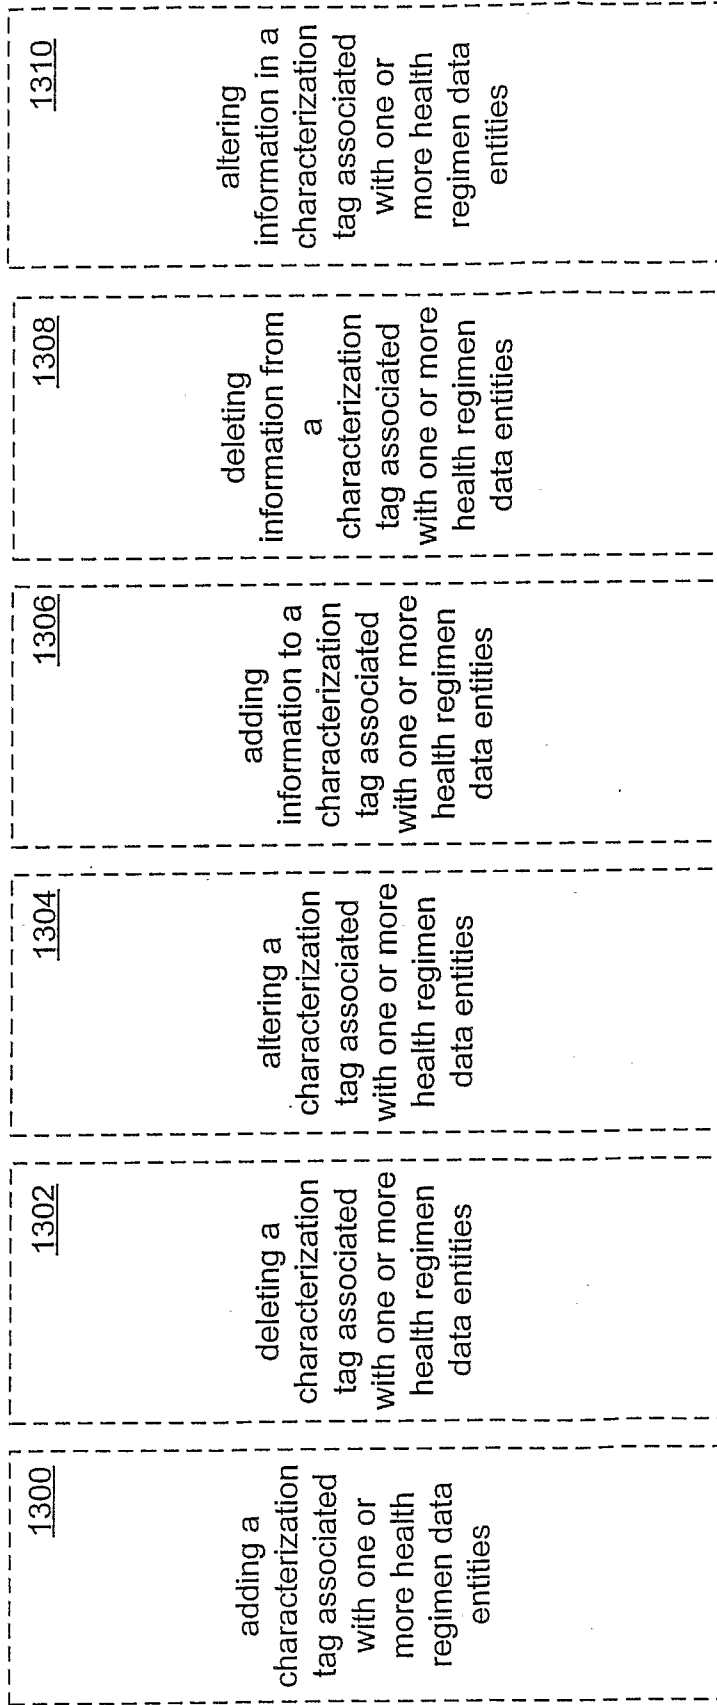 1300
adding a
characterization
tag associated
with one or
more health
regimen data
entities
1302
deleting a
characterization
tag associated
with one or more
health regimen
data entities
1304
altering a
characterization
tag associated
with one or more
health regimen
data entities
1306
adding
information to a
characterization
tag associated
with one or more
health regimen
data entities
1308
deleting
information from
a
characterization
tag associated
with one or more
health regimen
data entities
1310
altering
information in a
characterization
tag associated
with one or
more health
regimen data
entities